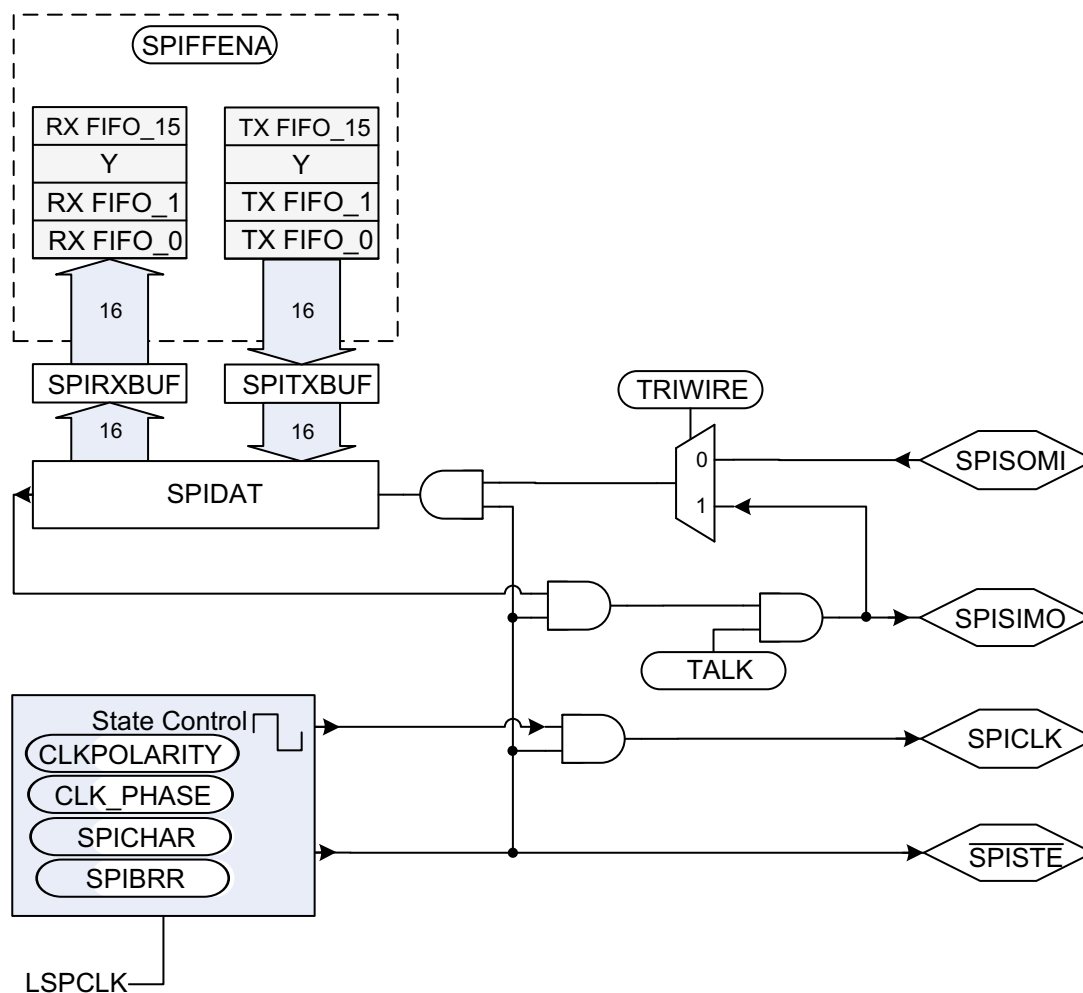 SPIFFENA
RX FIFO_15
TX FIFO_15
Y
Y
RX FIFO_1
TX FIFO_1
RX FIFO_0
TX FIFO_0
16
16
SPIRXBUF
SPITXBUF
16
16
TRIWIRE
0
SPISOMI
SPIDAT
1
SPISIMO
TALK
State Control
CLKPOLARITY
SPICLK
CLK_PHASE
SPICHAR
SPISTE
SPIBRR
LSPCLK